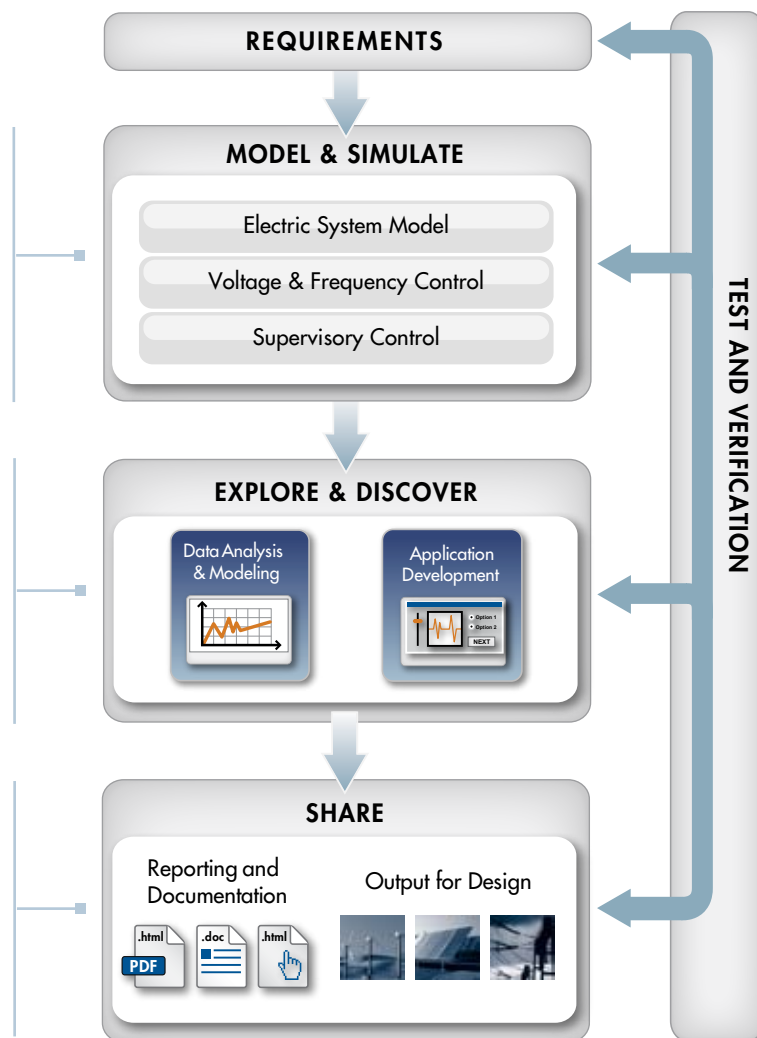 REQUIREMENTS
MODEL & SIMULATE
Electric System Model
Voltage & Frequency Control
Supervisory Control
EXPLORE & DISCOVER
Data Analysis
& Modeling
Application
Development
Option 1
Option 2
NEXT
SHARE
Reporting and
Documentation
Output for Design
.html
PDF
.doc
.html
TEST AND VERIFICATION